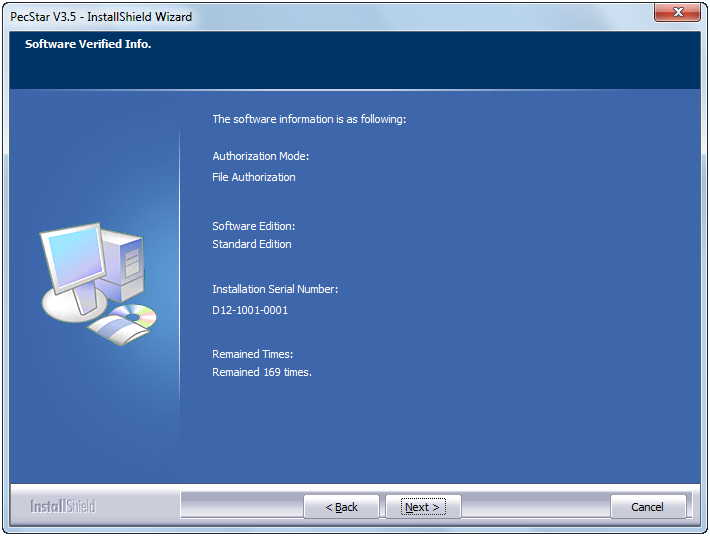 PecStar V3.5 - InstallShield Wizard
Software Verified Info.
The software information is as following:
Authorization Mode:
File Authorization
Software Edition:
Standard Edition
Installation Serial Number:
D12-1001-0001
Remained Times:
Remained 169 times.
InstallShield
< Back
Next >
Cancel